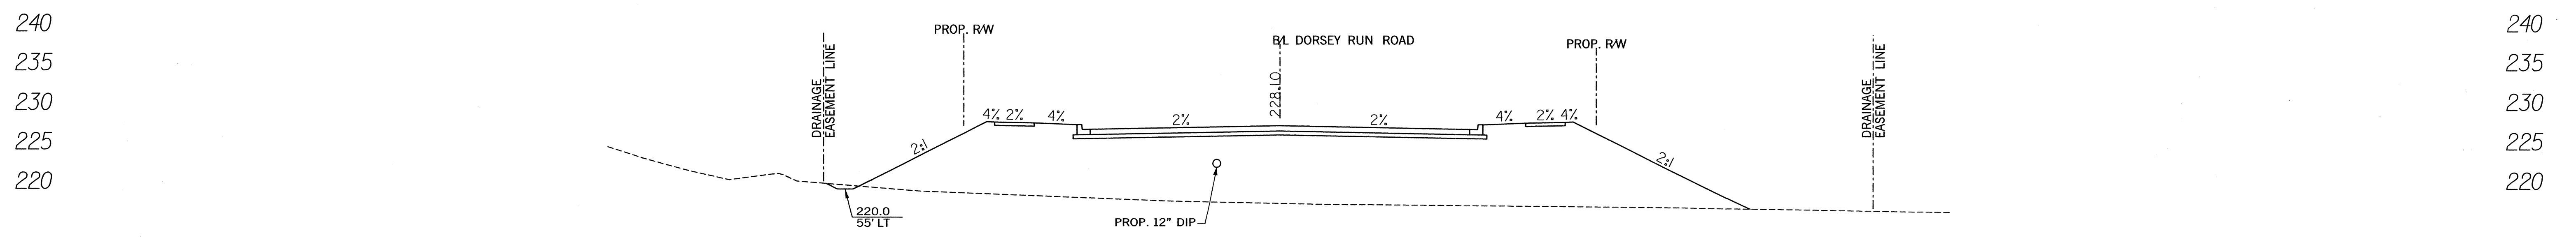 240
235
230
225
220
DRAINAGE
EASEMENT LINE
PROP. R/W
B/L DORSEY RUN ROAD
228.10
PROP. R/W
DRAINAGE
EASEMENT LINE
4% 2% 4%
2%
2%
4% 2% 4%
2:1
2:1
220.0
55' LT
PROP. 12" DIP
240
235
230
225
220